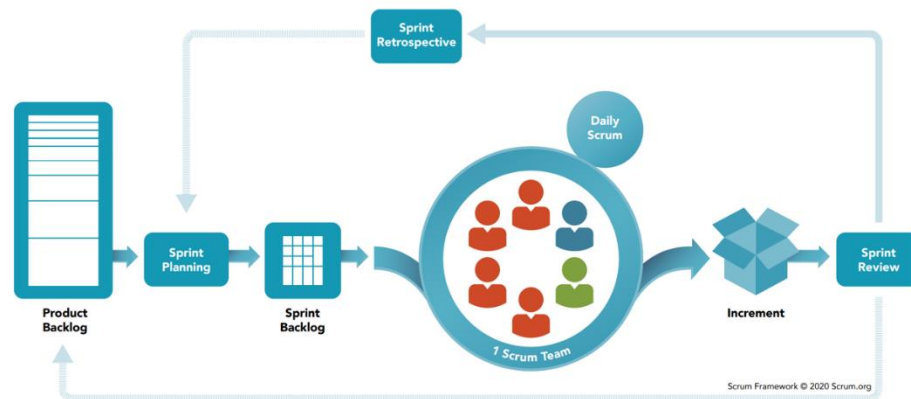 Sprint
Retrospective
Daily
Scrum
Sprint
Planning
Sprint
Review
Product
Backlog
Sprint
Backlog
Increment
1 Scrum Team
Scrum Framework © 2020 Scrum.org